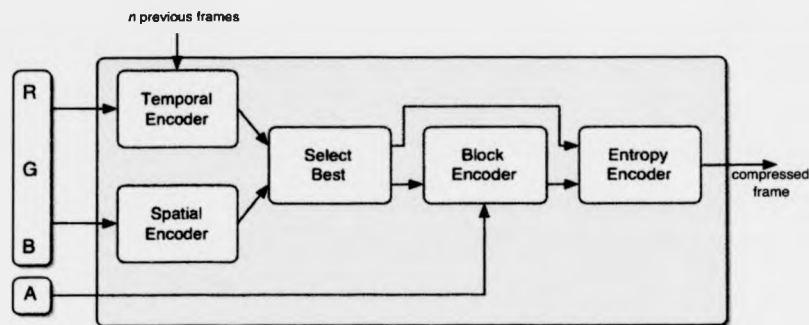 n previous frames
R
G
B
A
Temporal
Encoder
Spatial
Encoder
Select
Best
Block
Encoder
Entropy
Encoder
compressed
frame